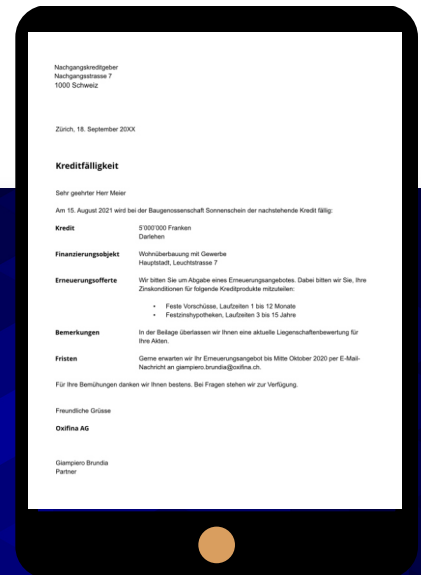 Nachgangskreditgeber
Nachgangsstrasse 7
1000 Schweiz
Zürich, 18. September 20XX
Kreditfälligkeit
Sehr geehrter Herr Meier
Am 15. August 2021 wird bei der Baugenossenschaft Sonnenschein der nachstehende Kredit fällig:
Kredit 5'000'000 Franken
Darlehen
Finanzierungsobjekt Wohnüberbauung mit Gewerbe
Hauptstadt, Leuchtstrasse 7
Erneuerungsofferte Wir bitten Sie um Abgabe eines Erneuerungsangebotes. Dabei bitten wir Sie, Ihre
Zinskonditionen für folgende Kreditprodukte mitzuteilen:
• Feste Vorschüsse, Laufzeiten 1 bis 12 Monate
• Festzinshypotheken, Laufzeiten 3 bis 15 Jahre
Bemerkungen In der Beilage überlassen wir Ihnen eine aktuelle Liegenschaftenbewertung für
Ihre Akten.
Fristen Gerne erwarten wir Ihr Erneuerungsangebot bis Mitte Oktober 2020 per E-Mail-
Nachricht an giampiero.brundia@oxifina.ch.
Für Ihre Bemühungen danken wir Ihnen bestens. Bei Fragen stehen wir zur Verfügung.
Freundliche Grüsse
Oxifina AG
Giampiero Brundia
Partner